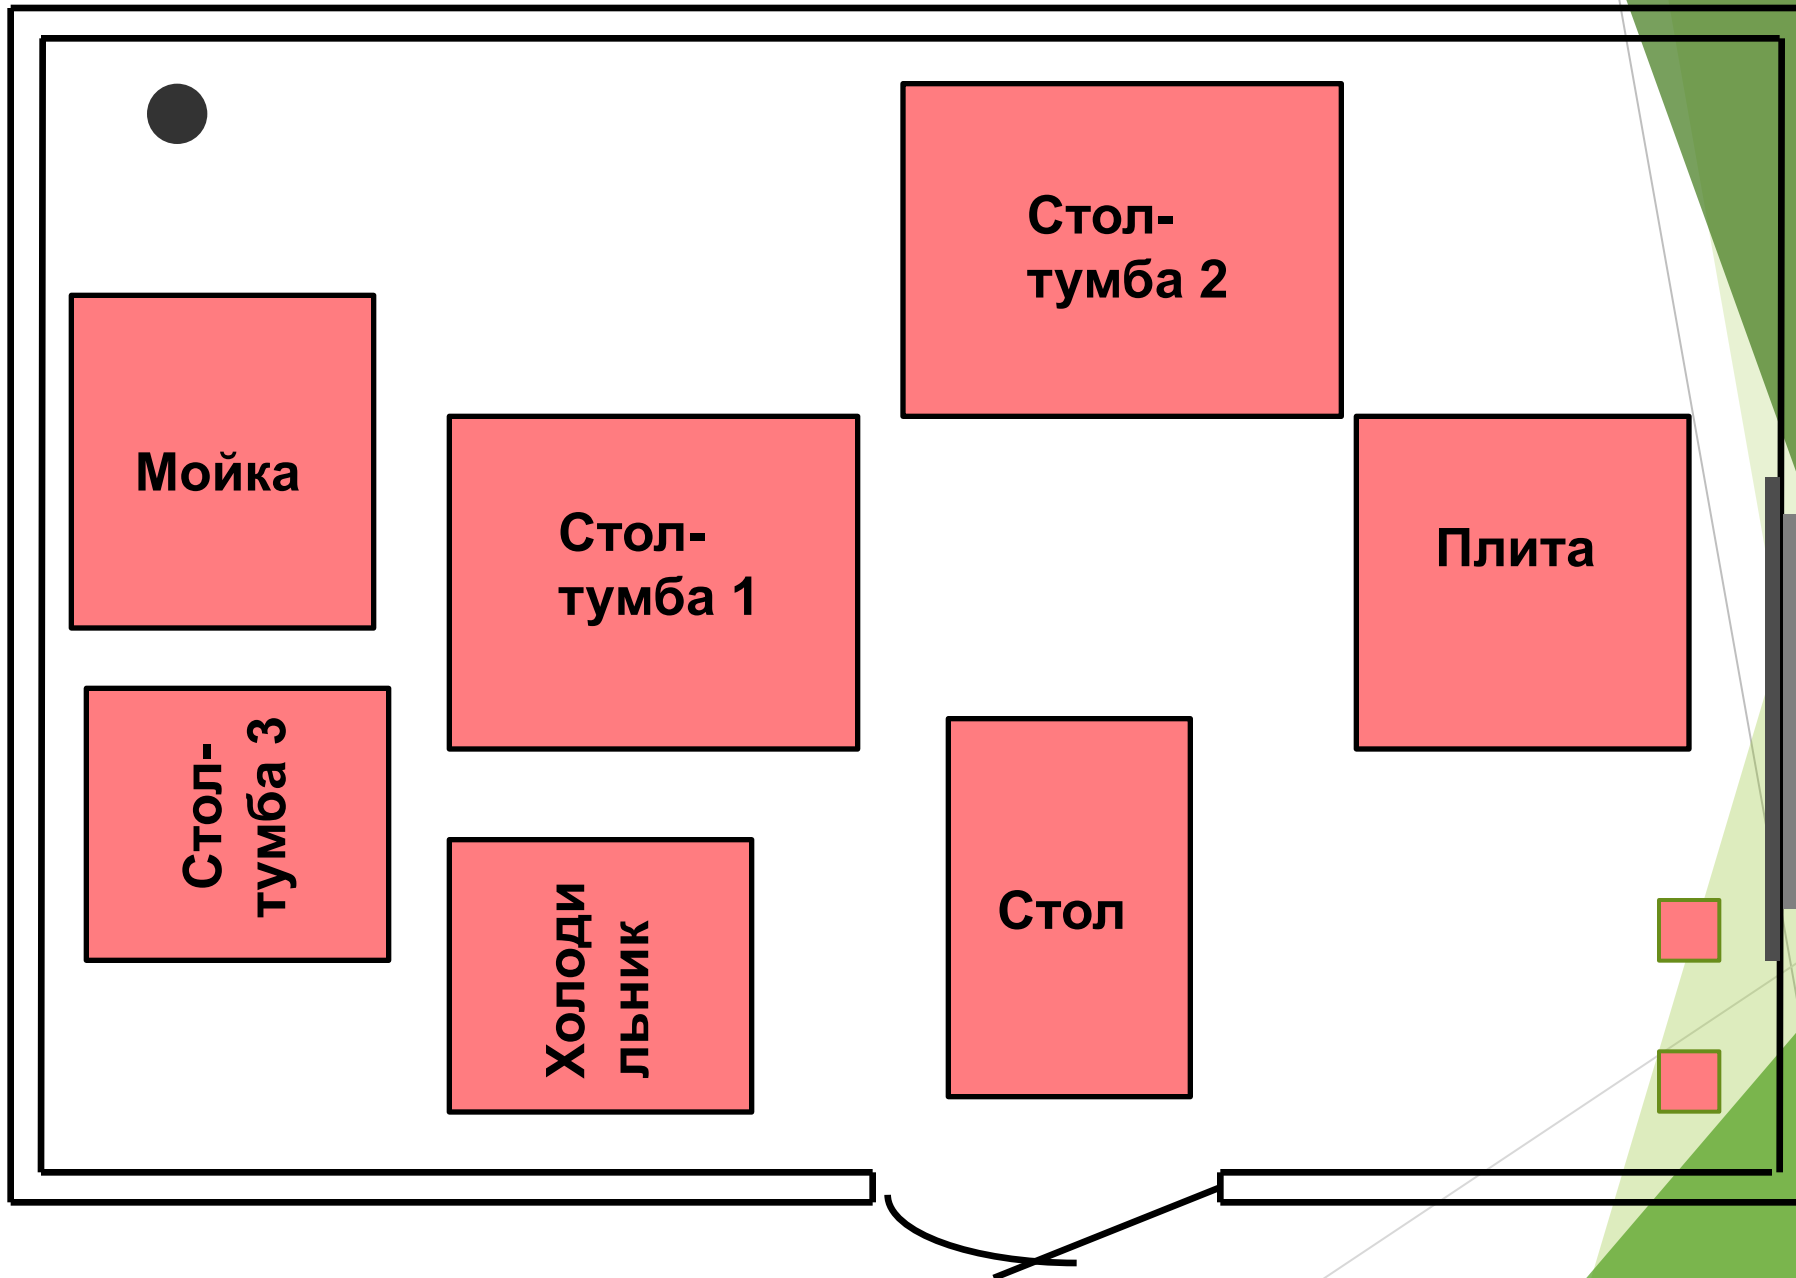 Стол-
тумба 2
Мойка
Стол-
тумба 1
Плита
Стол-
тумба 3
Холоди
льник
Стол